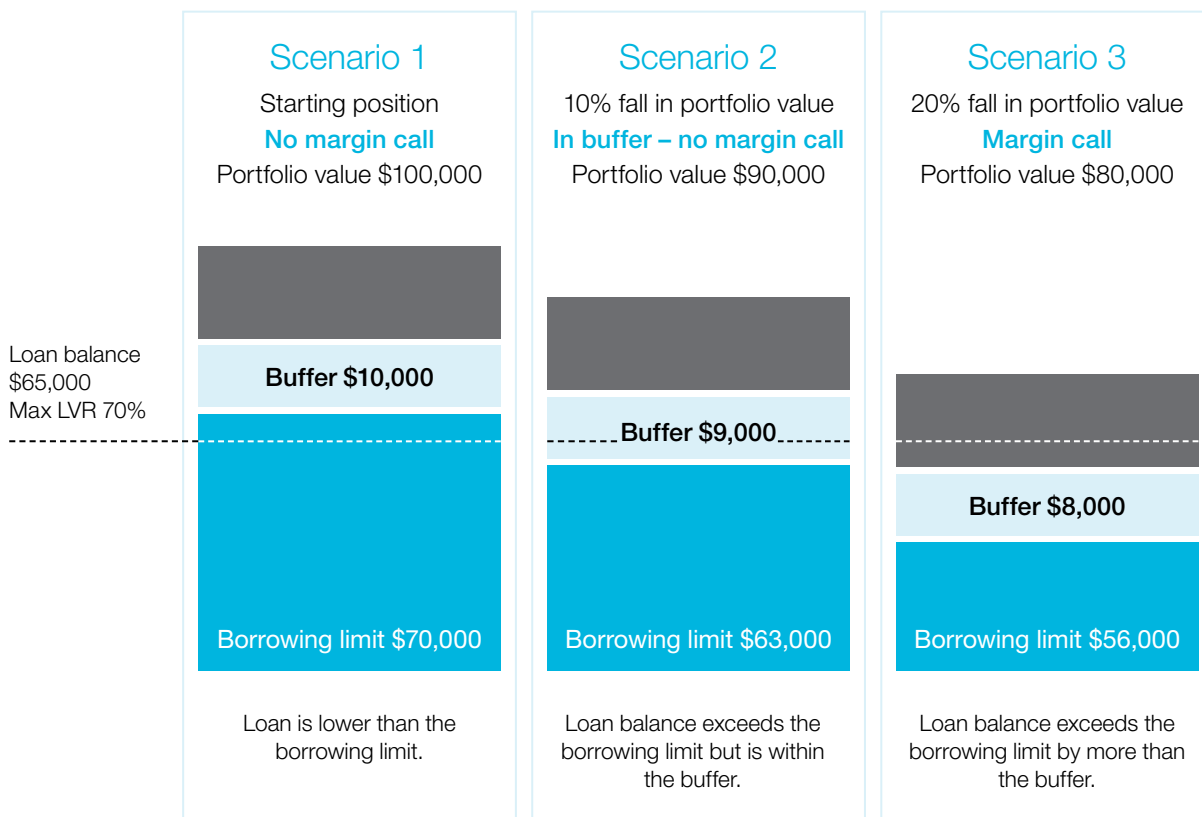 Scenario 1
Starting position
No margin call
Portfolio value $100,000
Scenario 2
10% fall in portfolio value
In buffer – no margin call
Portfolio value $90,000
Scenario 3
20% fall in portfolio value
Margin call
Portfolio value $80,000
Loan balance
$65,000
Max LVR 70%
Buffer $10,000
Borrowing limit $70,000
Loan is lower than the
borrowing limit.
Buffer $9,000
Borrowing limit $63,000
Loan balance exceeds the
borrowing limit but is within
the buffer.
Buffer $8,000
Borrowing limit $56,000
Loan balance exceeds the
borrowing limit by more than
the buffer.